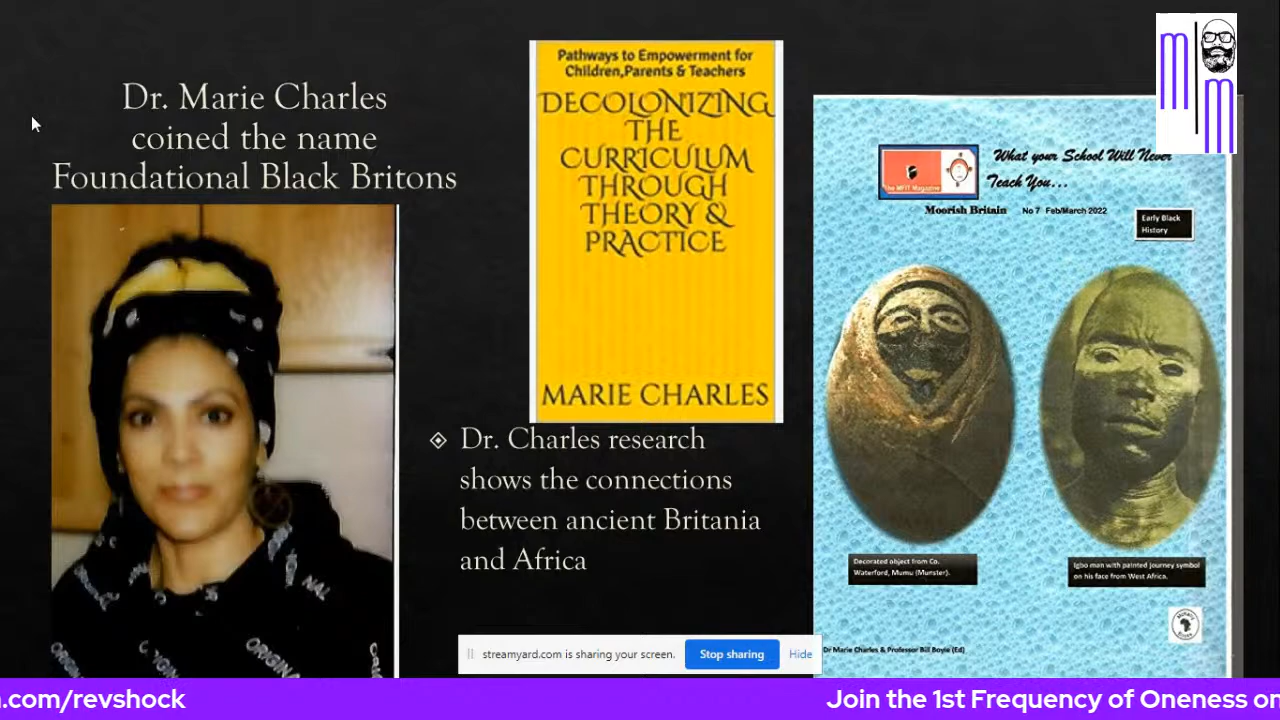 Dr. Marie Charles
coined the name
Foundational Black Britons
Pathways to Empowerment for
Children,Parents & Teachers
DECOLONIZING
THE
CURRICULUM
THROUGH
THEORY &
PRACTICE
MARIE CHARLES
Dr. Charles research
shows the connections
between ancient Britania
and Africa
m m
The MFIT Magazine
What your School Will Never
Teach You...
Moorish Britain No 7 Feb/March 2022
Early Black
History
Decorated object from Co.
Waterford, Mumu (Munster).
Igbo man with painted journey symbol
on his face from West Africa.
Dr Marie Charles & Professor Bill Boyle (Ed)
ORIGINAL
streamyard.com is sharing your screen.
Stop sharing
Hide
.com/revshock
Join the 1st Frequency of Oneness on